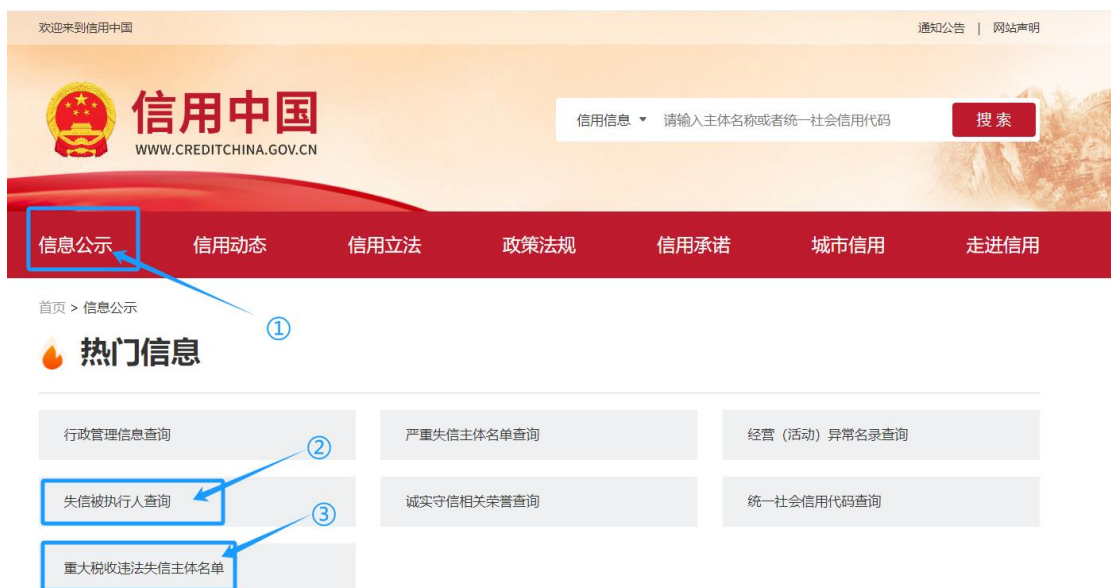 欢迎来到信用中国
通知公告 | 网站声明
信用中国
WWW.CREDITCHINA.GOV.CN
信用信息 请输入主体名称或者统一社会信用代码 搜索
信息公示 信用动态 信用立法 政策法规 信用承诺 城市信用 走进信用
首页 > 信息公示
①
热门信息
行政管理信息查询 严重失信主体名单查询 经营（活动）异常名录查询
②
失信被执行人查询 诚实守信相关荣誉查询 统一社会信用代码查询
③
重大税收违法失信主体名单